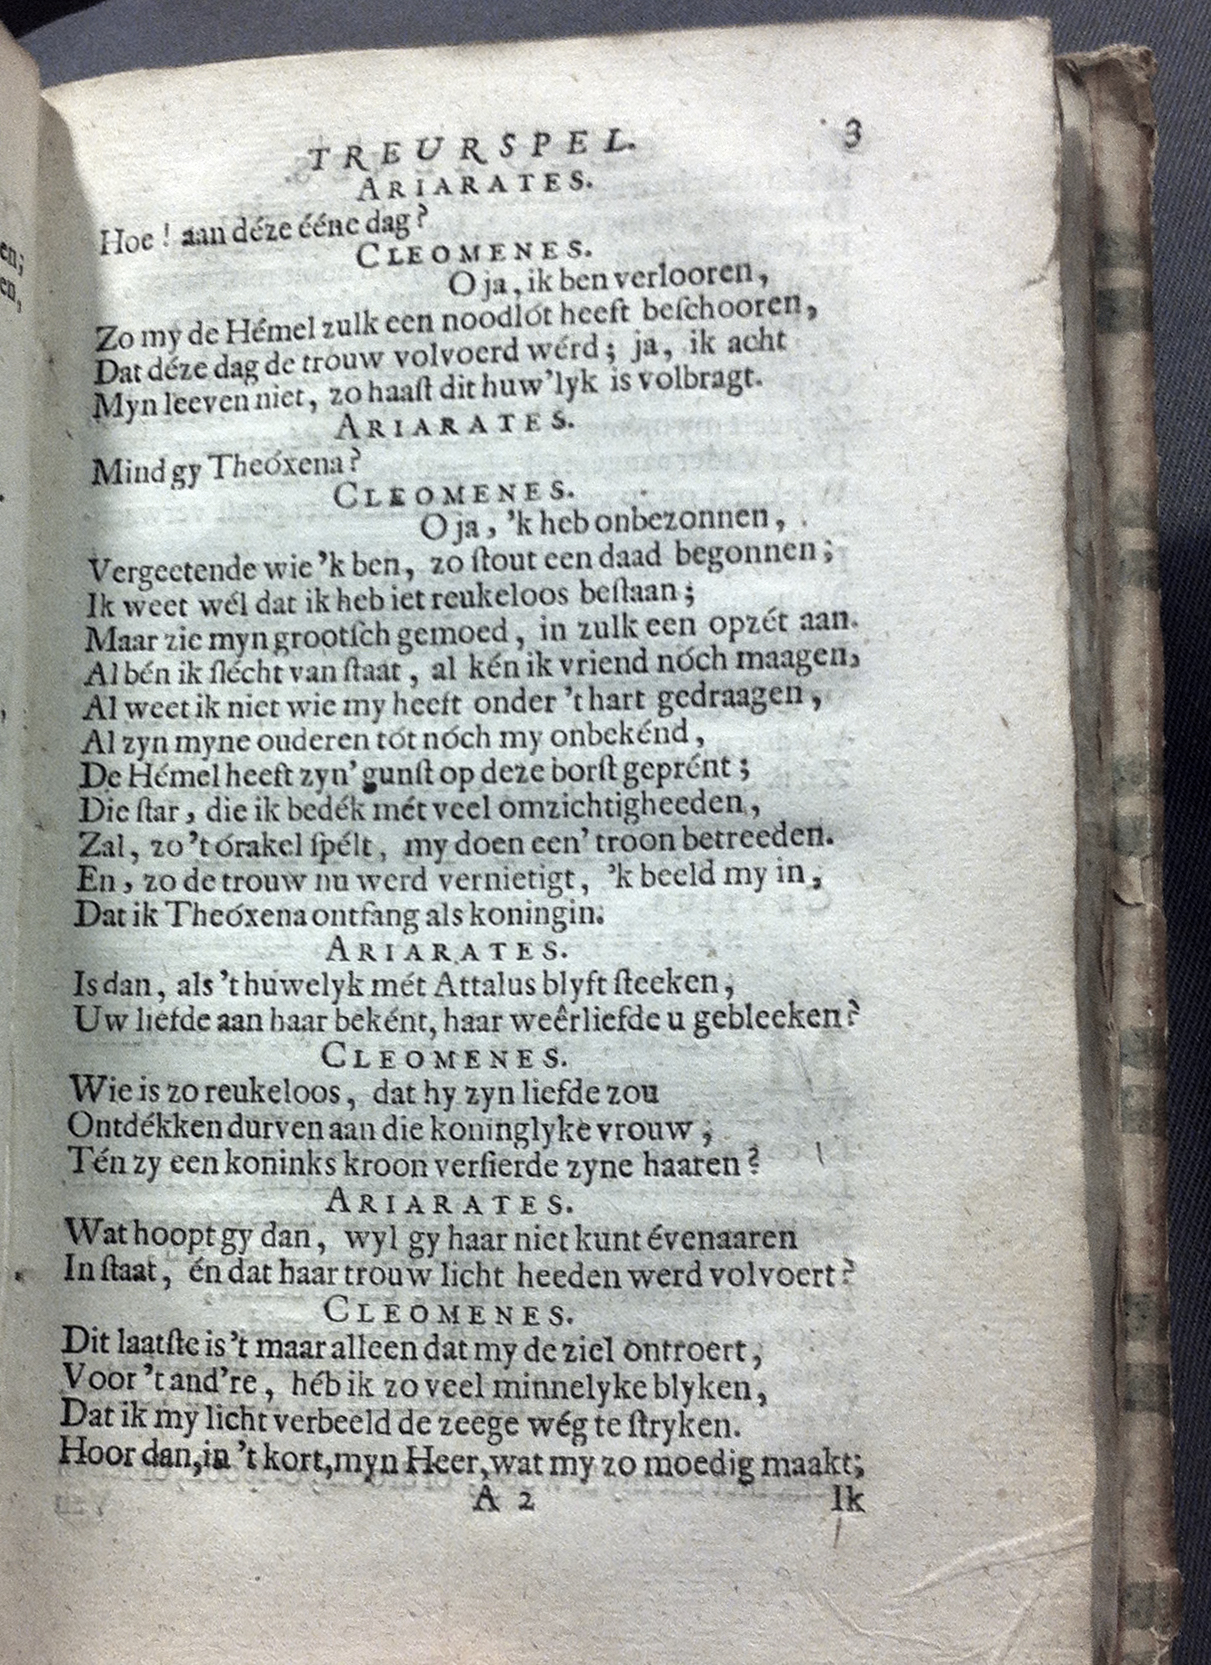 TREURSPEL. 3
ARIARATES.
Hoe! aan déze ééne dag?
CLEOMENES.
O ja, ik ben verlooren,
Zo my de Hémel zulk een noodlót heeft beſchooren,
Dat déze dag de trouw volvoerd wérd; ja, ik acht
Myn leeven niet, zo haaſt dit huw'lyk is volbragt.
ARIARATES.
Mind gy Theóxena?
CLEOMENES.
O ja, 'k heb onbezonnen,
Vergeetende wie 'k ben, zo ſtout een daad begonnen;
Ik weet wél dat ik heb iet reukeloos beſtaan;
Maar zie myn grootſch gemoed, in zulk een opzét aan.
Al bén ik ſlécht van ſtaat, al kén ik vriend nóch maagen,
Al weet ik niet wie my heeft onder 't hart gedraagen,
Al zyn myne ouderen tót nóch my onbekénd,
De Hémel heeft zyn' gunſt op deze borſt geprént;
Die ſtar, die ik bedék mét veel omzichtigheeden,
Zal, zo 't órakel ſpélt, my doen een' troon betreeden.
En, zo de trouw nu werd vernietigt, 'k beeld my in,
Dat ik Theóxena ontfang als koningin.
ARIARATES.
Is dan, als 't huwelyk mét Attalus blyft ſteeken,
Uw liefde aan haar beként, haar weêrliefde u gebleeken?
CLEOMENES.
Wie is zo reukeloos, dat hy zyn liefde zou
Ontdékken durven aan die koninglyke vrouw,
Tén zy een koninks kroon verſierde zyne haaren?
ARIARATES.
Wat hoopt gy dan, wyl gy haar niet kunt évenaaren
In ſtaat, én dat haar trouw licht heeden werd volvoert?
CLEOMENES.
Dit laatſte is 't maar alleen dat my de ziel ontroert,
Voor 't and're, héb ik zo veel minnelyke blyken,
Dat ik my licht verbeeld de zeege wég te ſtryken.
Hoor dan, in 't kort, myn Heer, wat my zo moedig maakt;
A 2 Ik